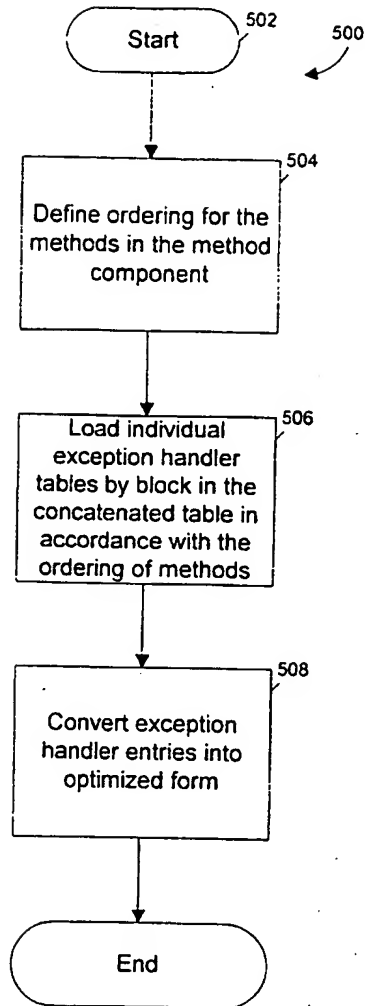 Start
502
500
504
Define ordering for the
methods in the method
component
506
Load individual
exception handler
tables by block in the
concatenated table in
accordance with the
ordering of methods
508
Convert exception
handler entries into
optimized form
End